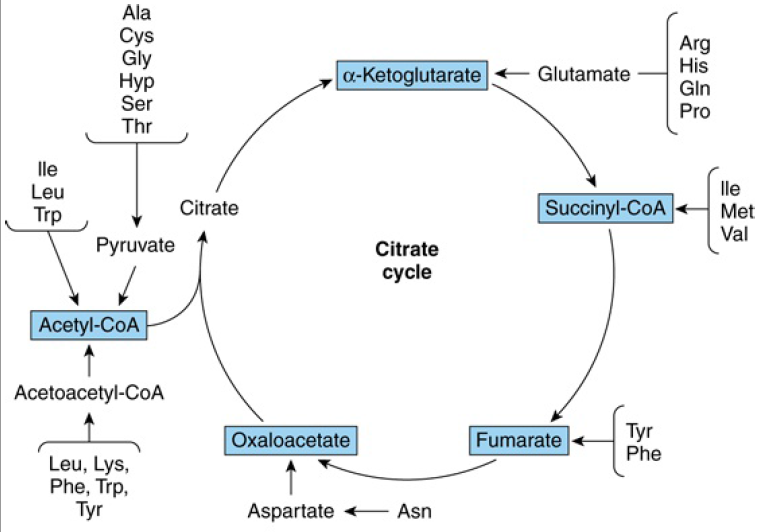 Ala
Cys
Gly
Hyp
Ser
Thr
α-Ketoglutarate
Glutamate
Arg
His
Gln
Pro
Ile
Leu
Trp
Citrate
Succinyl-CoA
Ile
Met
Val
Pyruvate
Citrate
cycle
Acetyl-CoA
Acetoacetyl-CoA
Oxaloacetate
Fumarate
Tyr
Phe
Leu, Lys,
Phe, Trp,
Tyr
Aspartate
Asn